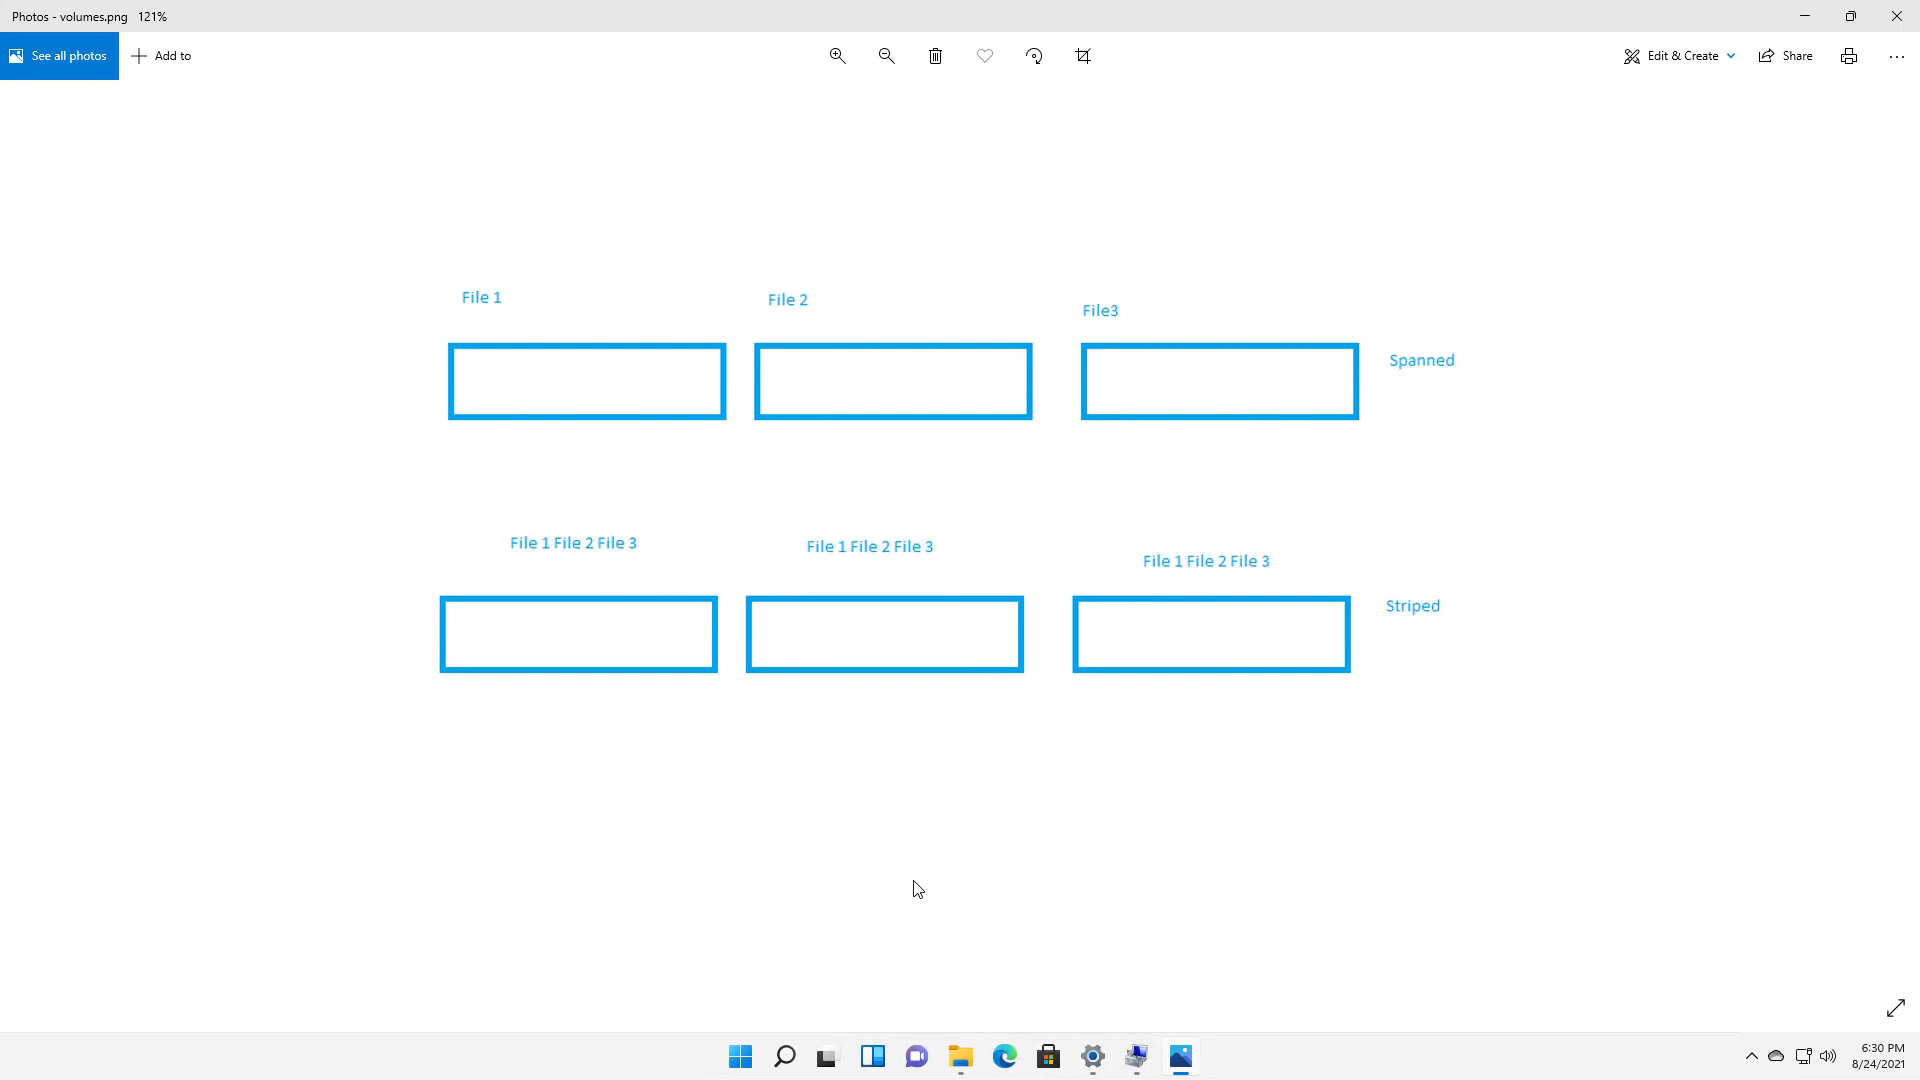 Photos - volumes.png 121%
See all photos
Add to
Edit & Create
Share
File 1
File 2
File3
Spanned
File 1 File 2 File 3
File 1 File 2 File 3
File 1 File 2 File 3
Striped
6:30 PM
8/24/2021